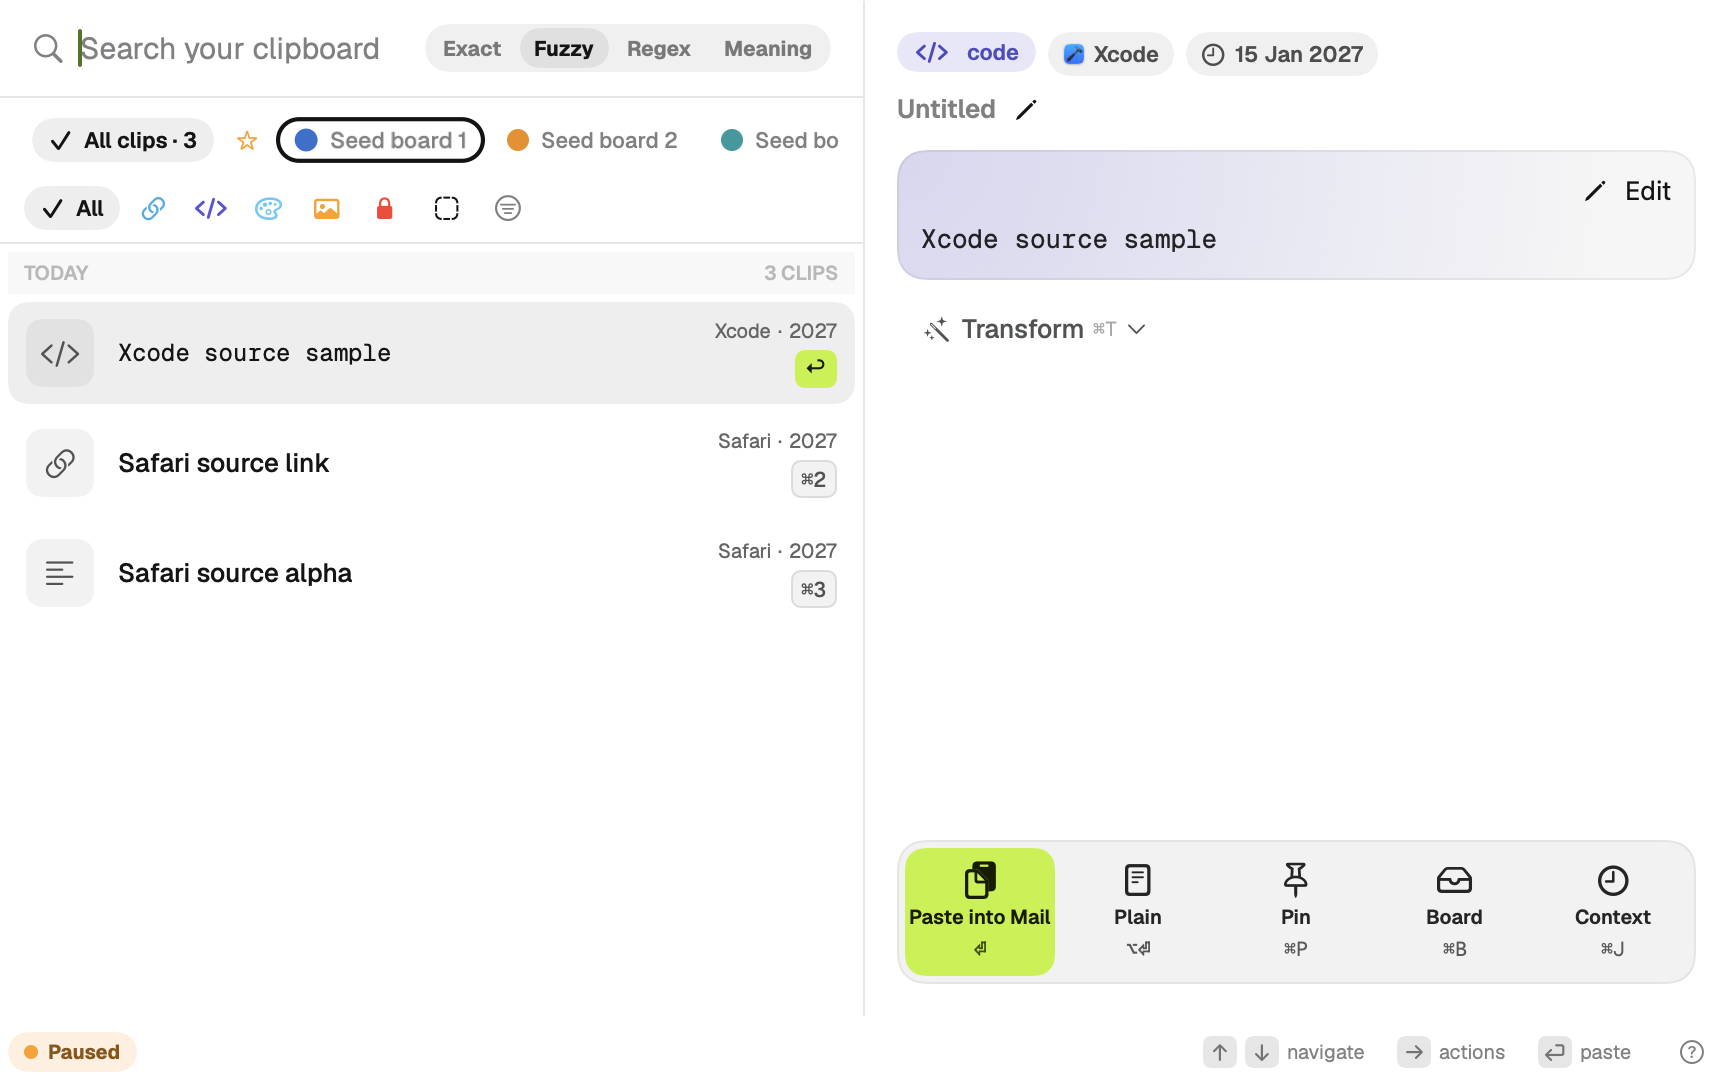 Search your clipboard
Exact Fuzzy Regex Meaning
All clips · 3 Seed board 1 Seed board 2 Seed bo
All
TODAY 3 CLIPS
Xcode source sample
Xcode · 2027
Safari source link
Safari · 2027
⌘2
Safari source alpha
Safari · 2027
⌘3
Paused
</> code Xcode 15 Jan 2027
Untitled
Edit
Xcode source sample
Transform ⌘T
Paste into Mail
⏎
Plain
⌥⏎
Pin
⌘P
Board
⌘B
Context
⌘J
↑ ↓ navigate → actions ↩ paste ?